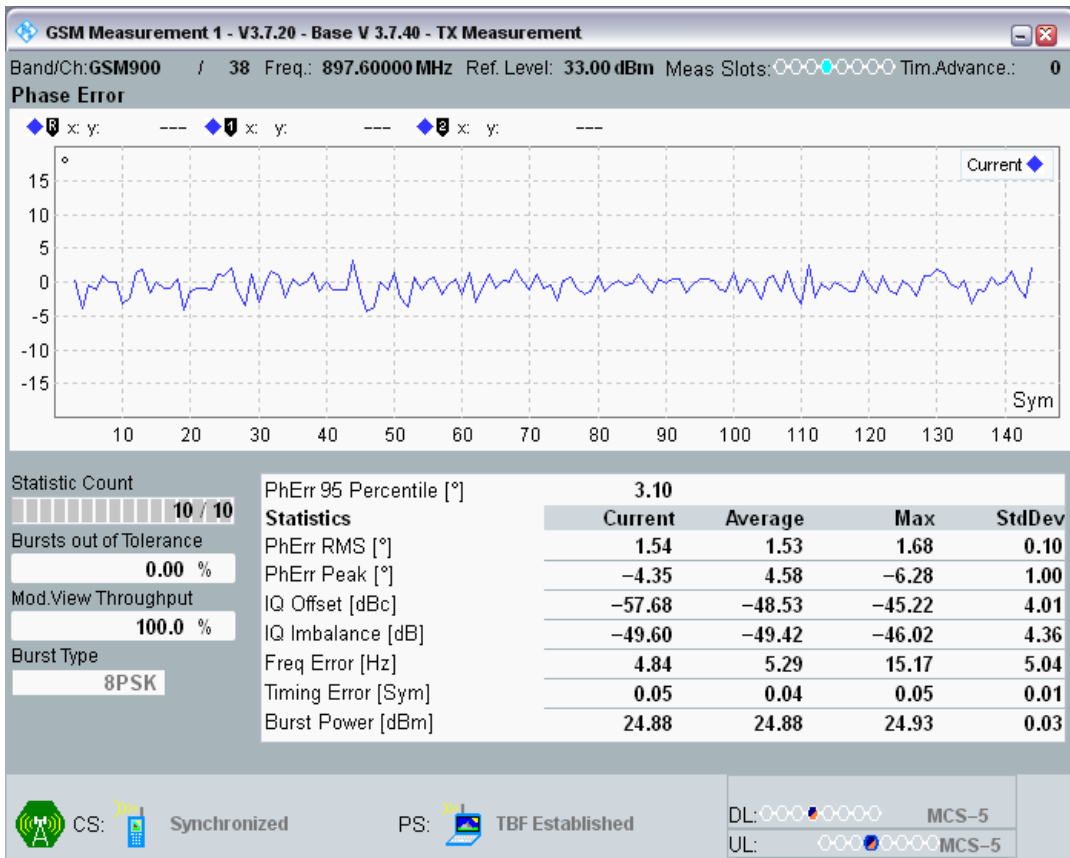 GSM Measurement 1 - V3.7.20 - Base V 3.7.40 - TX Measurement
Band/Ch:GSM900 / 38 Freq.: 897.60000 MHz Ref. Level: 33.00 dBm Meas Slots: Tim.Advance.: 0
Phase Error
R x: y: --- 1 x: y: --- 2 x: y: ---
°
Current
15
10
5
0
-5
-10
-15
Sym
10 20 30 40 50 60 70 80 90 100 110 120 130 140
Statistic Count
10 / 10
Bursts out of Tolerance
0.00 %
Mod.View Throughput
100.0 %
Burst Type
8PSK
PhErr 95 Percentile [°] 3.10
Statistics Current Average Max StdDev
PhErr RMS [°] 1.54 1.53 1.68 0.10
PhErr Peak [°] −4.35 4.58 −6.28 1.00
IQ Offset [dBc] −57.68 −48.53 −45.22 4.01
IQ Imbalance [dB] −49.60 −49.42 −46.02 4.36
Freq Error [Hz] 4.84 5.29 15.17 5.04
Timing Error [Sym] 0.05 0.04 0.05 0.01
Burst Power [dBm] 24.88 24.88 24.93 0.03
CS: Synchronized PS: TBF Established
DL: MCS−5
UL: MCS−5